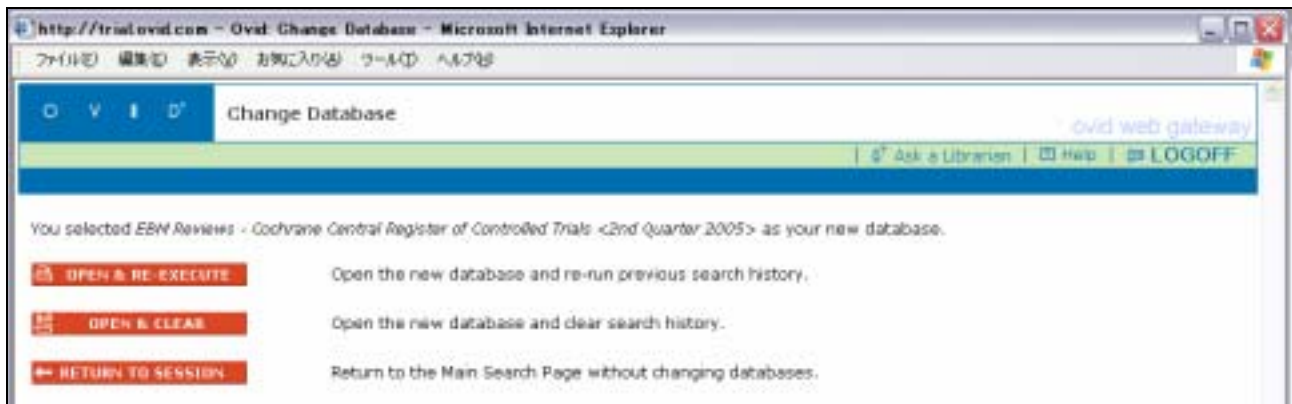 http://trial.ovid.com - Ovid: Change Database - Microsoft Internet Explorer
ファイル(F) 編集(E) 表示(V) お気に入り(A) ツール(T) ヘルプ(H)
O V I D Change Database
ovid web gateway
| Ask a Librarian | Help | LOGOFF
You selected EBM Reviews - Cochrane Central Register of Controlled Trials <2nd Quarter 2005> as your new database.
OPEN & RE-EXECUTE Open the new database and re-run previous search history.
OPEN & CLEAR Open the new database and clear search history.
RETURN TO SESSION Return to the Main Search Page without changing databases.